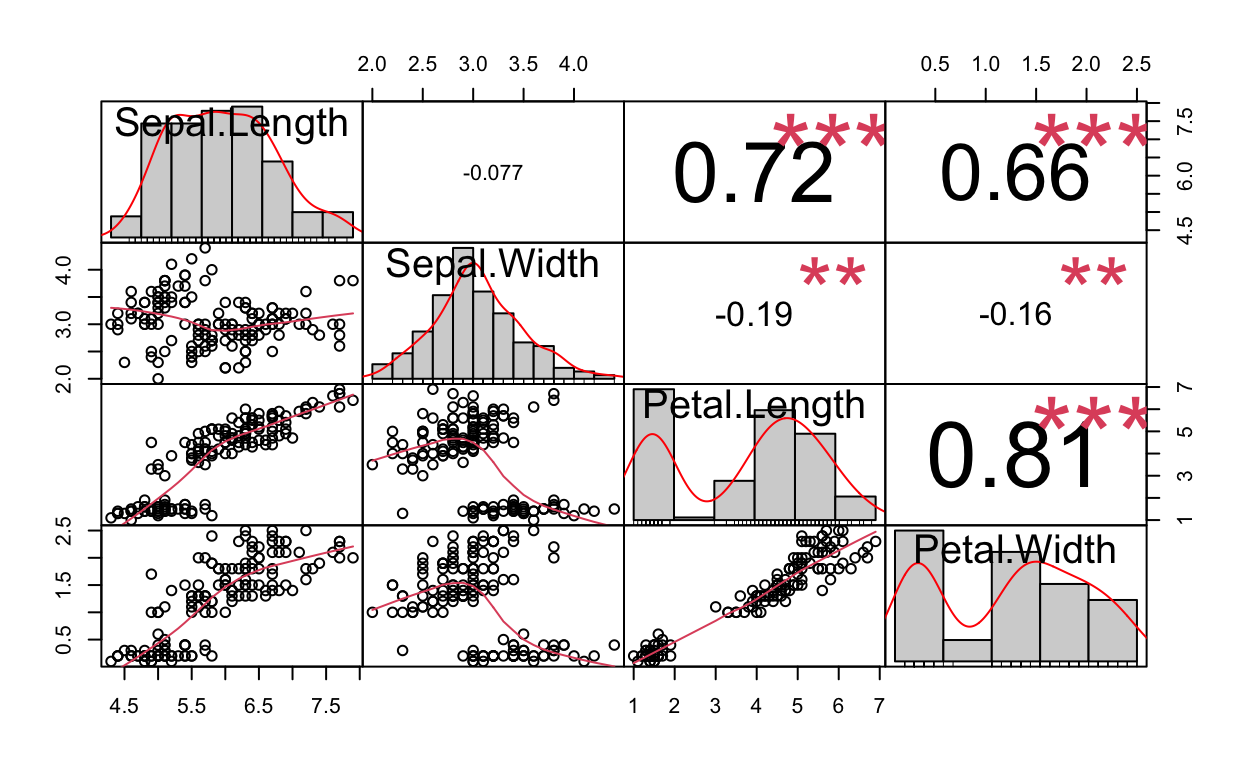 2.0 2.5 3.0 3.5 4.0 0.5 1.0 1.5 2.0 2.5
Sepal.Length -0.077 0.72 *** 0.66 *** 4.5 6.0 7.5
2.0 3.0 4.0 Sepal.Width -0.19 ** -0.16 **
Petal.Length 0.81 *** 1 3 5 7
0.5 1.5 2.5 Petal.Width
4.5 5.5 6.5 7.5 1 2 3 4 5 6 7